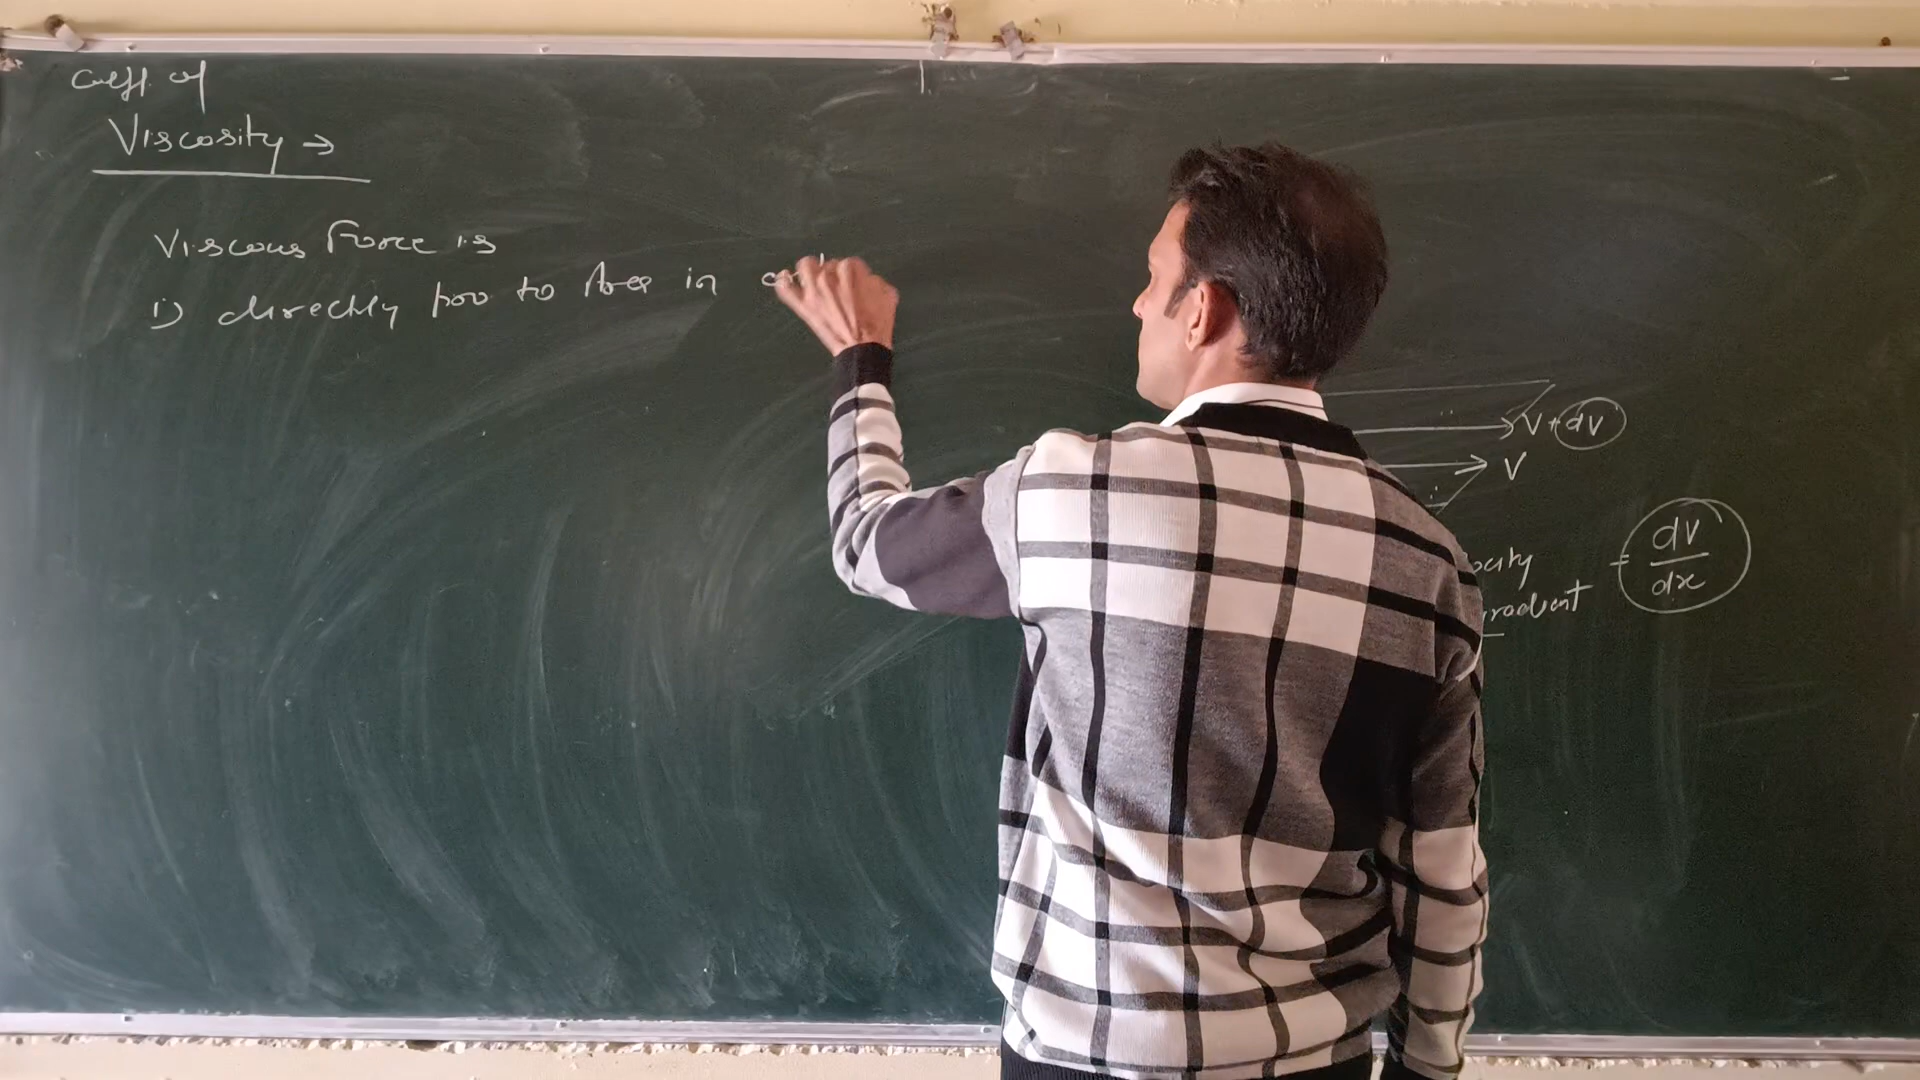 Coeff. of
Viscosity →
Viscous Force is
i) directly pro to Area in
V + dV
V
ocity
gradient = dV/dx